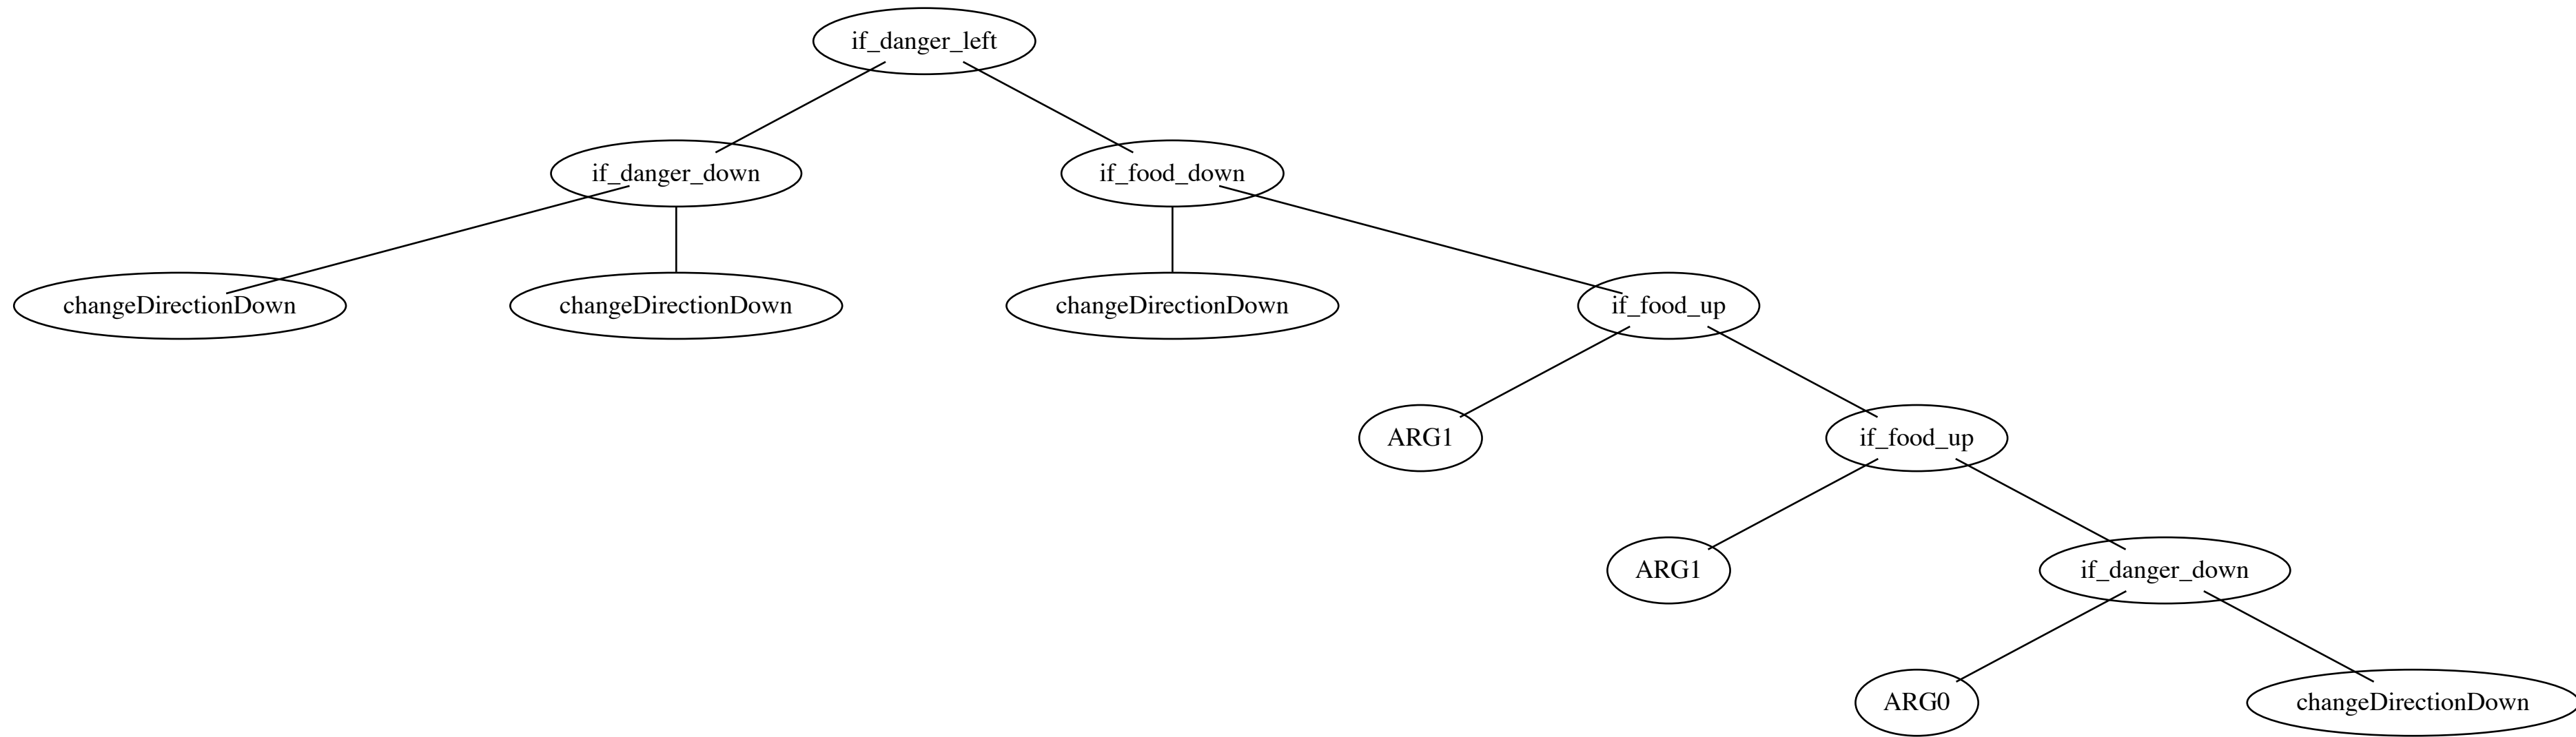 if_danger_left
if_danger_down
if_food_down
changeDirectionDown
changeDirectionDown
changeDirectionDown
if_food_up
ARG1
if_food_up
ARG1
if_danger_down
ARG0
changeDirectionDown